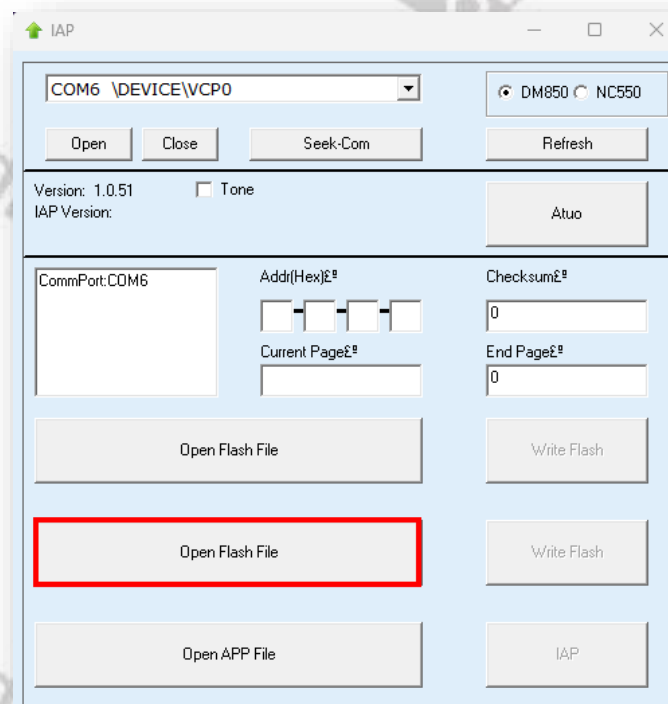 IAP
COM6 \DEVICE\VCP0
DM850 NC550
Open Close Seek-Com Refresh
Version: 1.0.51 Tone
IAP Version:
Atuo
CommPort:COM6
Addr(Hex)£º Checksum£º
- - -
0
Current Page£º End Page£º
0
Open Flash File Write Flash
Open Flash File Write Flash
Open APP File IAP